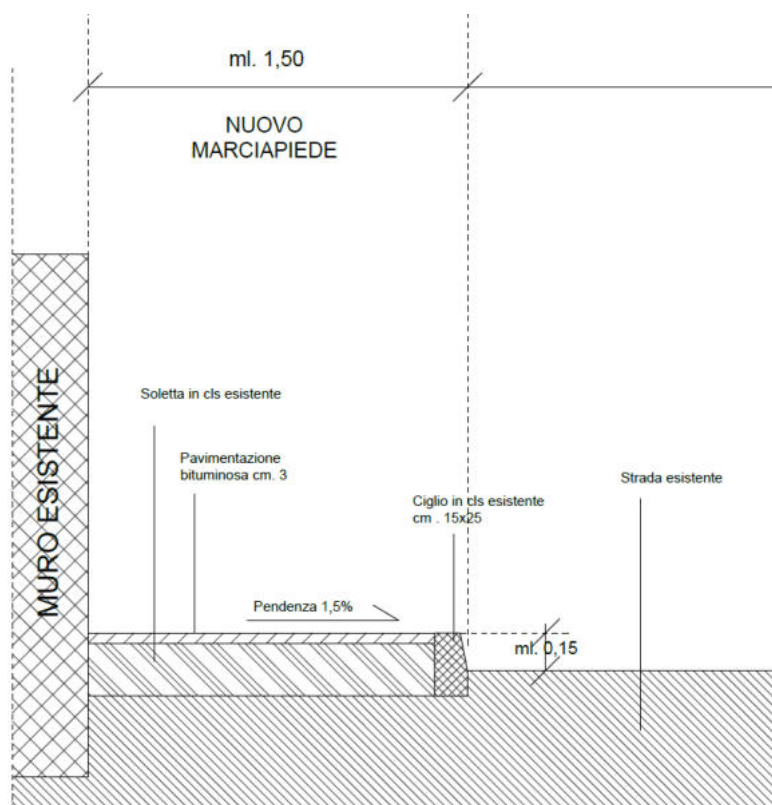 ml. 1,50
NUOVO
MARCIAPIEDE
MURO ESISTENTE
Soletta in cls esistente
Pavimentazione
bituminosa cm. 3
Ciglio in cls esistente
cm . 15x25
Strada esistente
Pendenza 1,5%
ml. 0,15